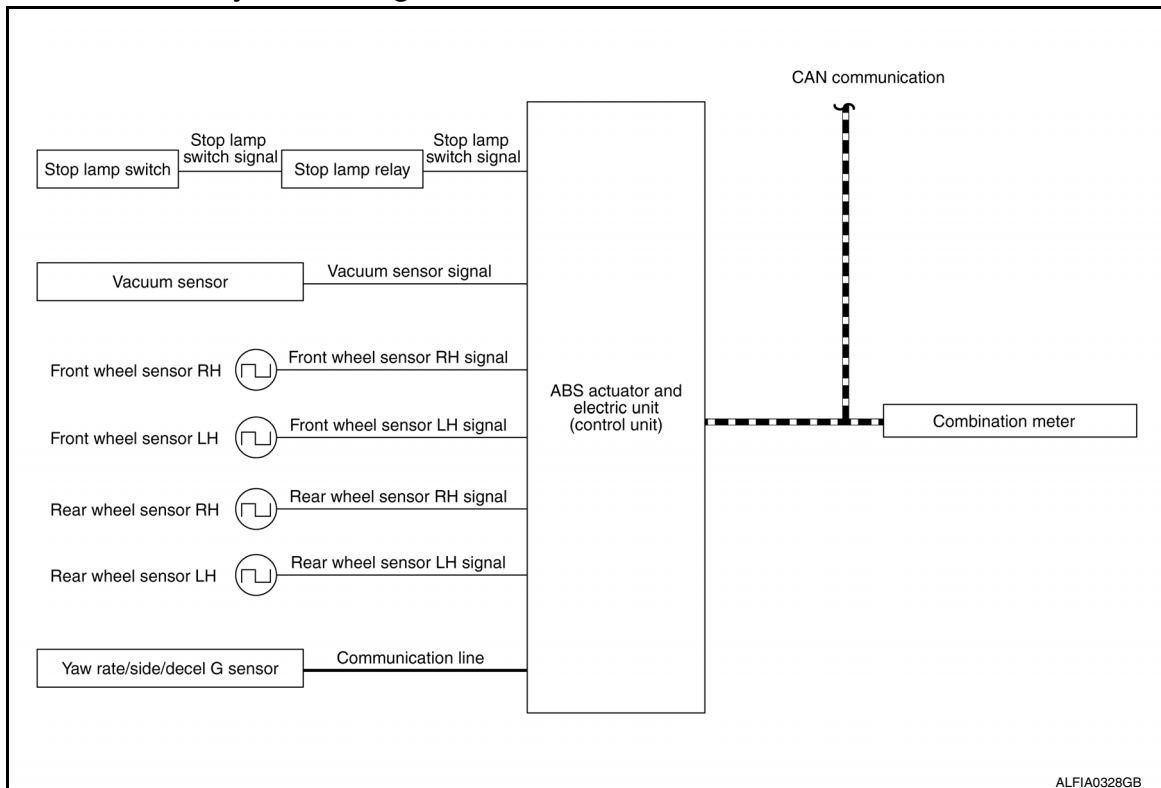 CAN communication
Stop lamp
switch signal
Stop lamp
switch signal
Stop lamp switch
Stop lamp relay
Vacuum sensor
Vacuum sensor signal
Front wheel sensor RH
Front wheel sensor RH signal
Front wheel sensor LH
Front wheel sensor LH signal
Rear wheel sensor RH
Rear wheel sensor RH signal
Rear wheel sensor LH
Rear wheel sensor LH signal
Yaw rate/side/decel G sensor
Communication line
ABS actuator and
electric unit
(control unit)
Combination meter
ALFIA0328GB